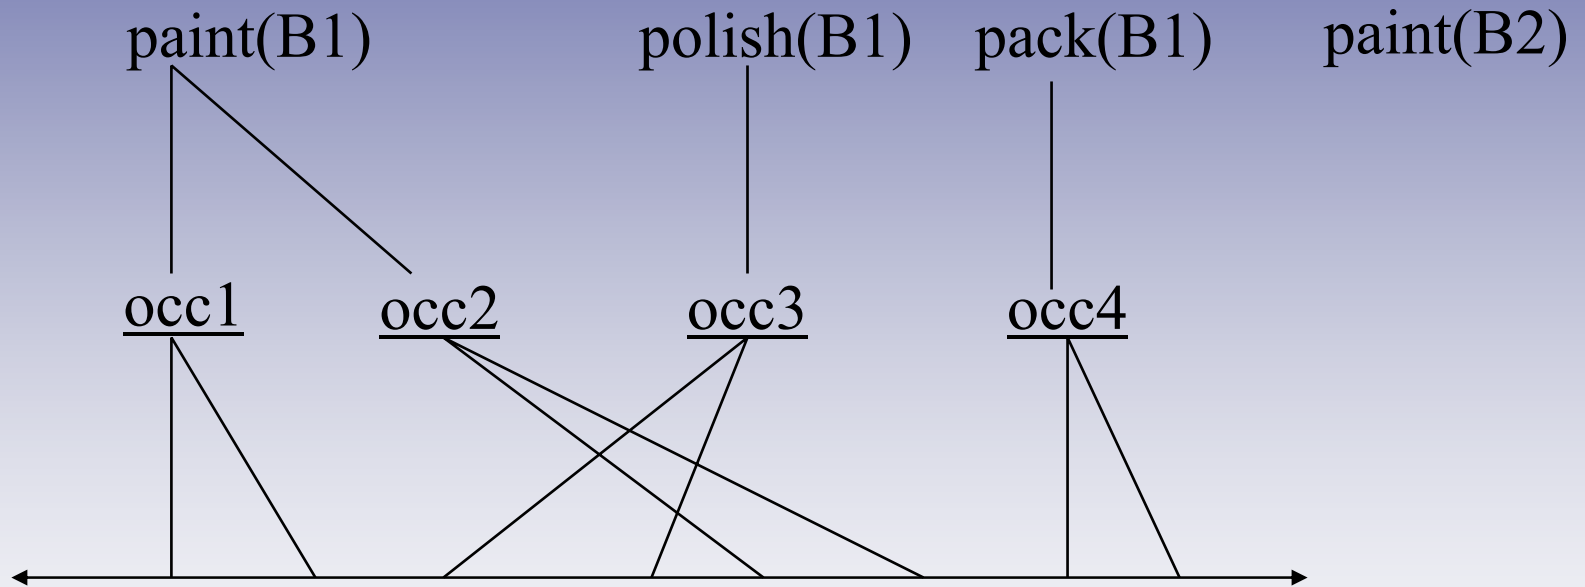 paint(B1) polish(B1) pack(B1) paint(B2)
occ1 occ2 occ3 occ4